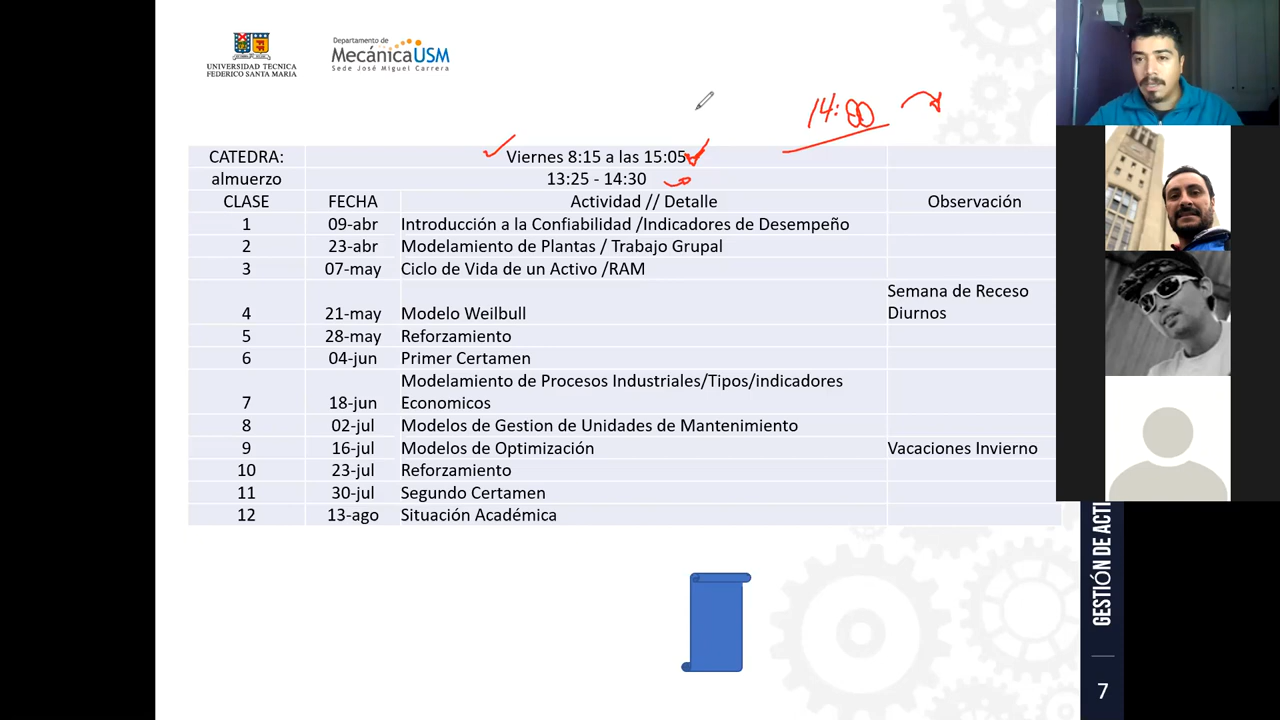 UNIVERSIDAD TECNICA
FEDERICO SANTA MARIA
Departamento de
MecánicaUSM
Sede José Miguel Carrera
14:00
CATEDRA: Viernes 8:15 a las 15:05
almuerzo 13:25 - 14:30
CLASE FECHA Actividad // Detalle Observación
1 09-abr Introducción a la Confiabilidad /Indicadores de Desempeño
2 23-abr Modelamiento de Plantas / Trabajo Grupal
3 07-may Ciclo de Vida de un Activo /RAM
4 21-may Modelo Weilbull Semana de Receso
Diurnos
5 28-may Reforzamiento
6 04-jun Primer Certamen
7 18-jun Modelamiento de Procesos Industriales/Tipos/indicadores
Economicos
8 02-jul Modelos de Gestion de Unidades de Mantenimiento
9 16-jul Modelos de Optimización Vacaciones Invierno
10 23-jul Reforzamiento
11 30-jul Segundo Certamen
12 13-ago Situación Académica
GESTIÓN DE ACTI
7